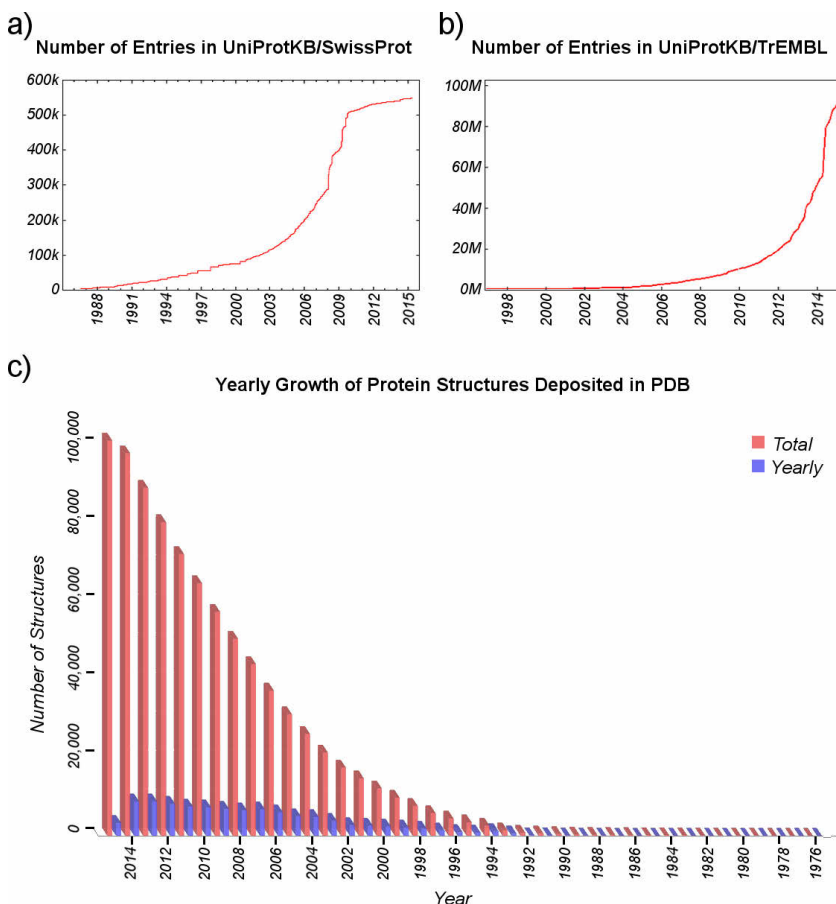 a)
Number of Entries in UniProtKB/SwissProt
600k
500k
400k
300k
200k
100k
0
1988 1991 1994 1997 2000 2003 2006 2009 2012 2015
b)
Number of Entries in UniProtKB/TrEMBL
100M
80M
60M
40M
20M
0M
1998 2000 2002 2004 2006 2008 2010 2012 2014
c)
Yearly Growth of Protein Structures Deposited in PDB
Total
Yearly
Number of Structures
100,000
80,000
60,000
40,000
20,000
0
2014 2012 2010 2008 2006 2004 2002 2000 1998 1996 1994 1992 1990 1988 1986 1984 1982 1980 1978 1976
Year